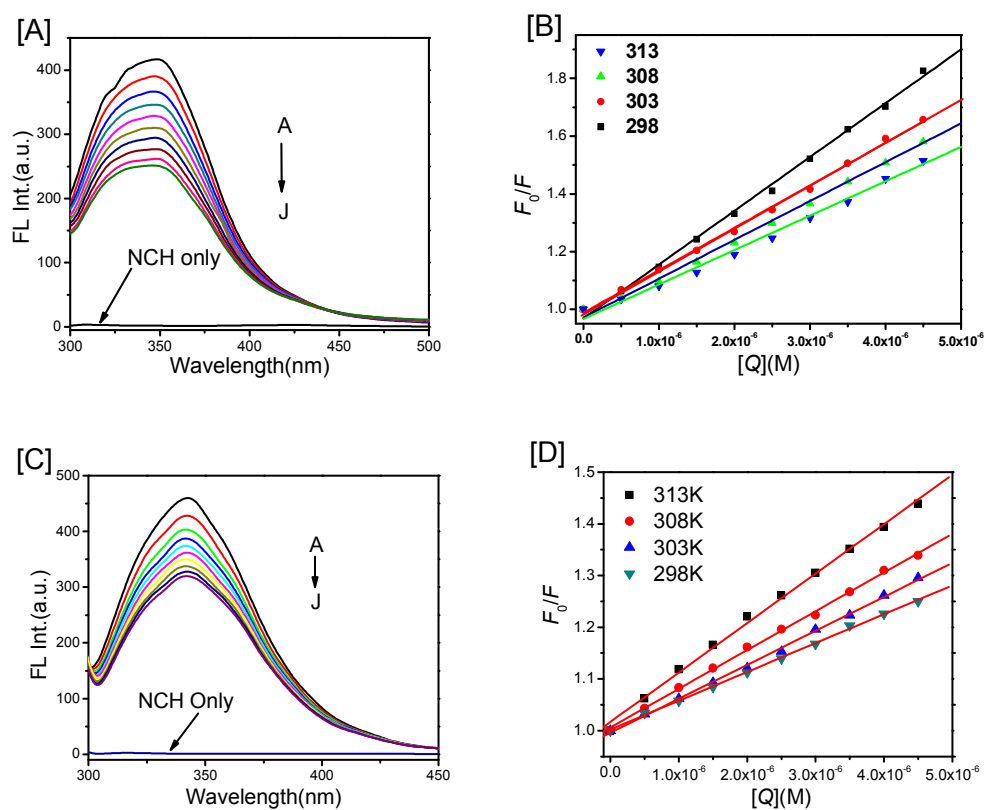 [A]
FL Int.(a.u.)
400
300
200
100
0
A
J
NCH only
300 350 400 450 500
Wavelength(nm)
[B]
F₀/F
1.8
1.6
1.4
1.2
1.0
313
308
303
298
0.0 1.0x10⁻⁶ 2.0x10⁻⁶ 3.0x10⁻⁶ 4.0x10⁻⁶ 5.0x10⁻⁶
[Q](M)
[C]
FL Int.(a.u.)
500
400
300
200
100
0
A
J
NCH Only
300 350 400 450
Wavelength(nm)
[D]
F₀/F
1.5
1.4
1.3
1.2
1.1
1.0
313K
308K
303K
298K
0.0 1.0x10⁻⁶ 2.0x10⁻⁶ 3.0x10⁻⁶ 4.0x10⁻⁶ 5.0x10⁻⁶
[Q](M)